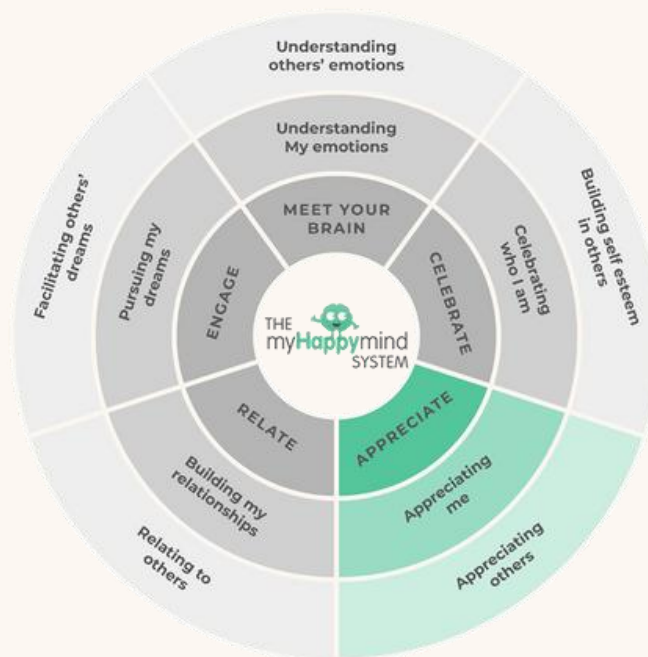 Understanding
others' emotions
Understanding
My emotions
MEET YOUR
BRAIN
Building self esteem
in others
Celebrating
who I am
CELEBRATE
APPRECIATE
Appreciating
me
Appreciating
others
RELATE
Building my
relationships
Relating to
others
ENGAGE
Pursuing my
dreams
Facilitating others'
dreams
THE
myHappymind
SYSTEM